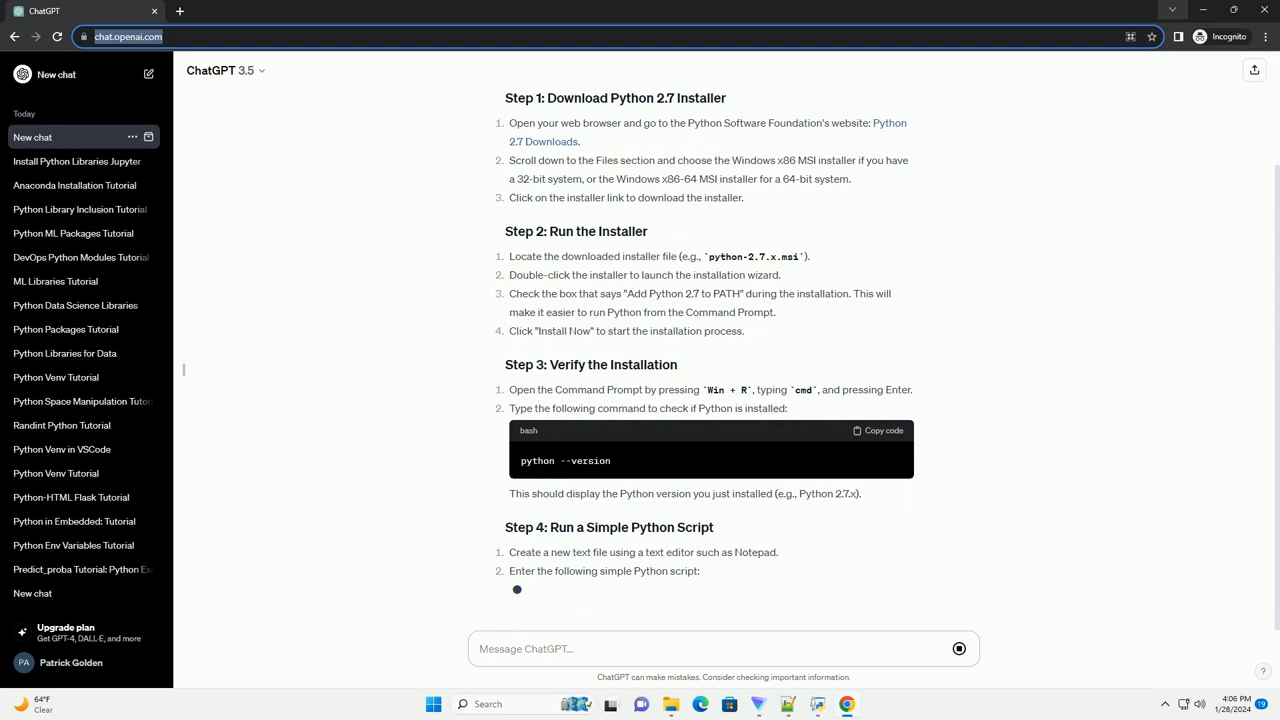 ChatGPT
chat.openai.com
Incognito
New chat
ChatGPT 3.5
Today
New chat
Install Python Libraries Jupyter
Anaconda Installation Tutorial
Python Library Inclusion Tutorial
Python ML Packages Tutorial
DevOps Python Modules Tutorial
ML Libraries Tutorial
Python Data Science Libraries
Python Packages Tutorial
Python Libraries for Data
Python Venv Tutorial
Python Space Manipulation Tutori
Randint Python Tutorial
Python Venv in VSCode
Python Venv Tutorial
Python-HTML Flask Tutorial
Python in Embedded: Tutorial
Python Env Variables Tutorial
Predict_proba Tutorial: Python Ex
New chat
Upgrade plan
Get GPT-4, DALL·E, and more
PA
Patrick Golden
Step 1: Download Python 2.7 Installer
1. Open your web browser and go to the Python Software Foundation's website: Python
2.7 Downloads.
2. Scroll down to the Files section and choose the Windows x86 MSI installer if you have
a 32-bit system, or the Windows x86-64 MSI installer for a 64-bit system.
3. Click on the installer link to download the installer.
Step 2: Run the Installer
1. Locate the downloaded installer file (e.g., `python-2.7.x.msi`).
2. Double-click the installer to launch the installation wizard.
3. Check the box that says "Add Python 2.7 to PATH" during the installation. This will
make it easier to run Python from the Command Prompt.
4. Click "Install Now" to start the installation process.
Step 3: Verify the Installation
1. Open the Command Prompt by pressing `Win + R`, typing `cmd`, and pressing Enter.
2. Type the following command to check if Python is installed:
bash
Copy code
python --version
This should display the Python version you just installed (e.g., Python 2.7.x).
Step 4: Run a Simple Python Script
1. Create a new text file using a text editor such as Notepad.
2. Enter the following simple Python script:
Message ChatGPT...
ChatGPT can make mistakes. Consider checking important information.
?
64°F
Clear
Search
4:06 PM
1/28/2024
19